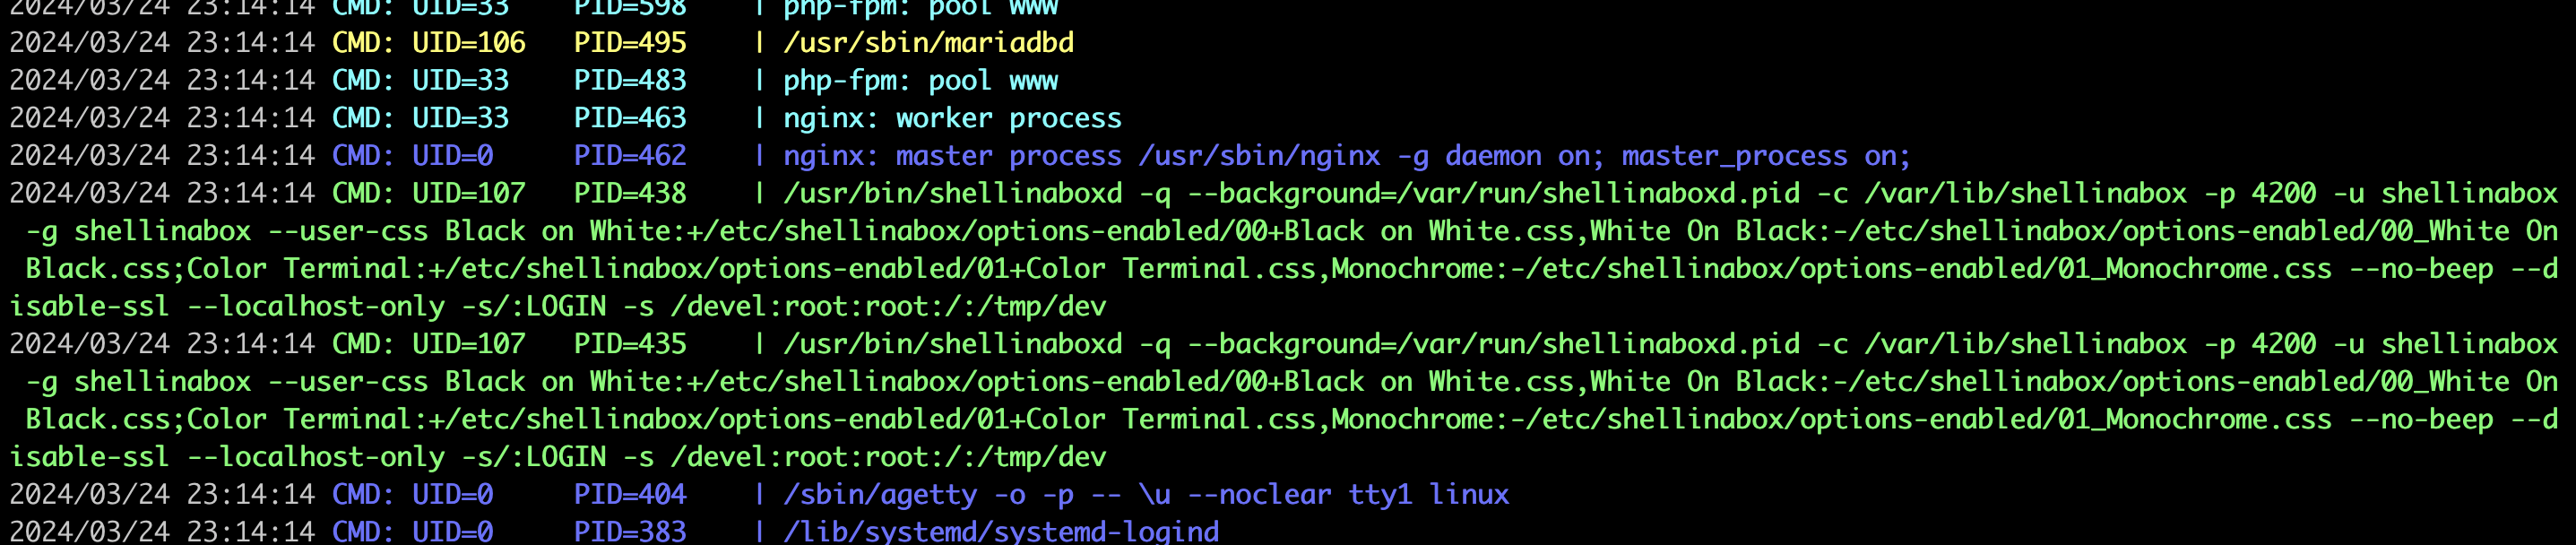 2024/03/24 23:14:14 CMD: UID=33    PID=598    | php-fpm: pool www
2024/03/24 23:14:14 CMD: UID=106   PID=495    | /usr/sbin/mariadbd
2024/03/24 23:14:14 CMD: UID=33    PID=483    | php-fpm: pool www
2024/03/24 23:14:14 CMD: UID=33    PID=463    | nginx: worker process
2024/03/24 23:14:14 CMD: UID=0     PID=462    | nginx: master process /usr/sbin/nginx -g daemon on; master_process on;
2024/03/24 23:14:14 CMD: UID=107   PID=438    | /usr/bin/shellinaboxd -q --background=/var/run/shellinaboxd.pid -c /var/lib/shellinabox -p 4200 -u shellinabox
 -g shellinabox --user-css Black on White:+/etc/shellinabox/options-enabled/00+Black on White.css,White On Black:-/etc/shellinabox/options-enabled/00_White On
 Black.css;Color Terminal:+/etc/shellinabox/options-enabled/01+Color Terminal.css,Monochrome:-/etc/shellinabox/options-enabled/01_Monochrome.css --no-beep --d
isable-ssl --localhost-only -s/:LOGIN -s /devel:root:root:/:/tmp/dev
2024/03/24 23:14:14 CMD: UID=107   PID=435    | /usr/bin/shellinaboxd -q --background=/var/run/shellinaboxd.pid -c /var/lib/shellinabox -p 4200 -u shellinabox
 -g shellinabox --user-css Black on White:+/etc/shellinabox/options-enabled/00+Black on White.css,White On Black:-/etc/shellinabox/options-enabled/00_White On
 Black.css;Color Terminal:+/etc/shellinabox/options-enabled/01+Color Terminal.css,Monochrome:-/etc/shellinabox/options-enabled/01_Monochrome.css --no-beep --d
isable-ssl --localhost-only -s/:LOGIN -s /devel:root:root:/:/tmp/dev
2024/03/24 23:14:14 CMD: UID=0     PID=404    | /sbin/agetty -o -p -- \u --noclear tty1 linux
2024/03/24 23:14:14 CMD: UID=0     PID=383    | /lib/systemd/systemd-logind